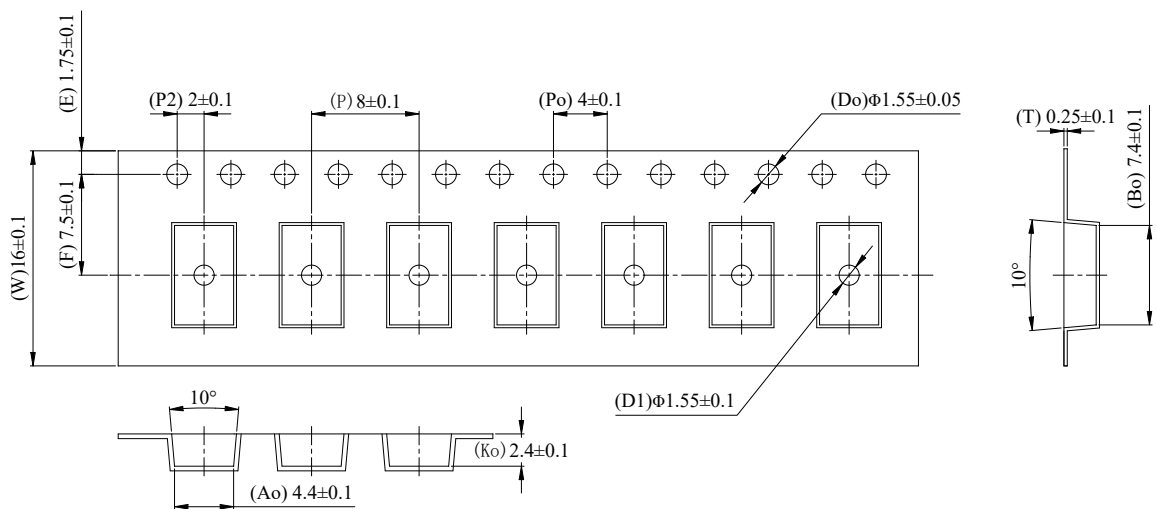 (E) 1.75±0.1
(P2) 2±0.1
(P) 8±0.1
(Po) 4±0.1
(Do)Φ1.55±0.05
(T) 0.25±0.1
(Bo) 7.4±0.1
(F) 7.5±0.1
(W)16±0.1
10°
(D1)Φ1.55±0.1
10°
(Ko) 2.4±0.1
(Ao) 4.4±0.1